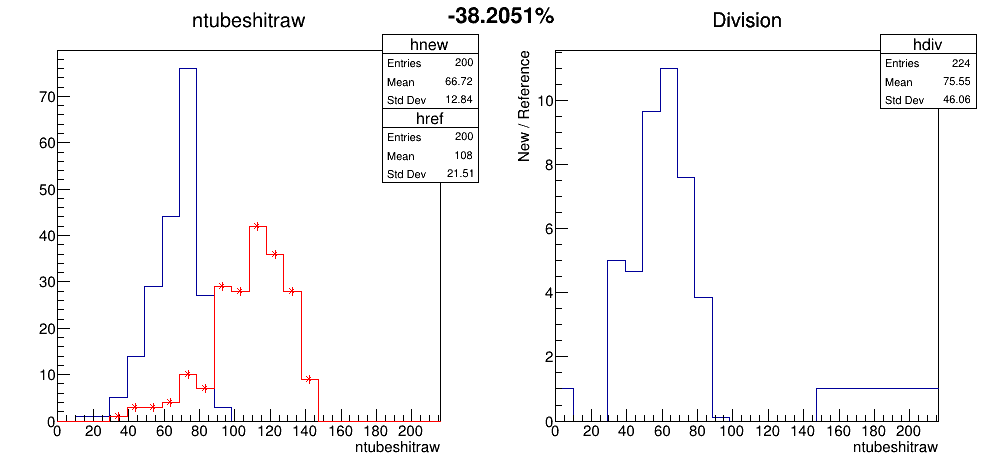 -38.2051%
ntubeshitraw
hnew
Entries 200
Mean 66.72
Std Dev 12.84
href
Entries 200
Mean 108
Std Dev 21.51
70
60
50
40
30
20
10
0
0 20 40 60 80 100 120 140 160 180 200
ntubeshitraw
Division
hdiv
Entries 224
Mean 75.55
Std Dev 46.06
New / Reference
10
8
6
4
2
0
0 20 40 60 80 100 120 140 160 180 200
ntubeshitraw